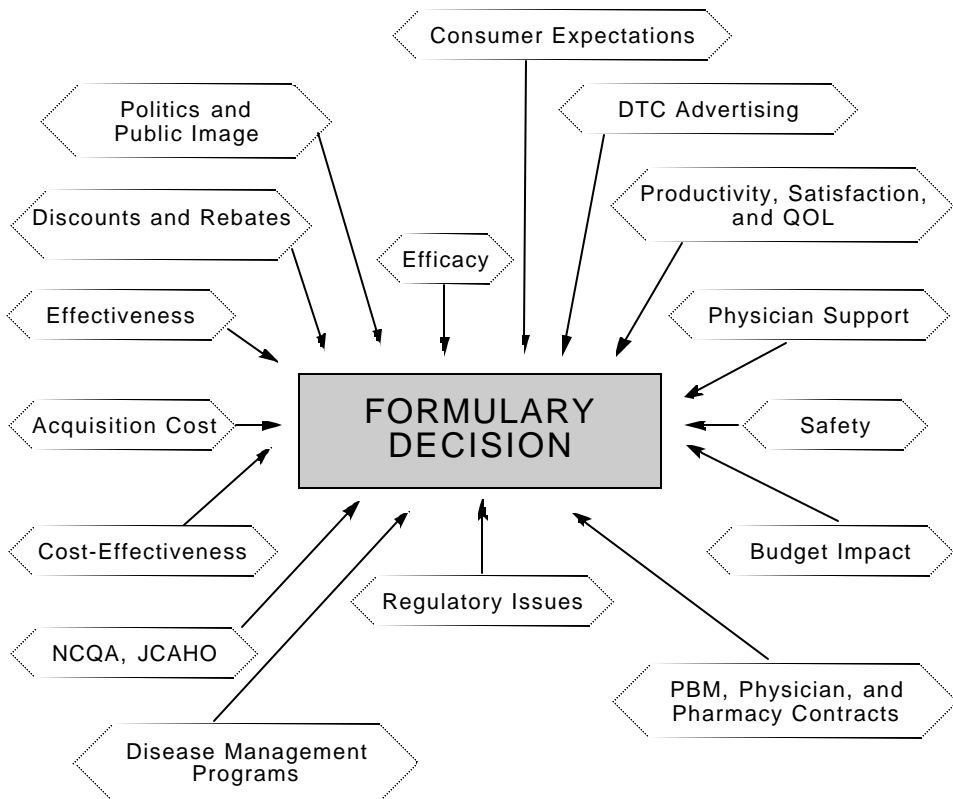 Consumer Expectations
Politics and
Public Image
DTC Advertising
Discounts and Rebates
Productivity, Satisfaction,
and QOL
Efficacy
Effectiveness
Physician Support
FORMULARY
DECISION
Acquisition Cost
Safety
Cost-Effectiveness
Budget Impact
Regulatory Issues
NCQA, JCAHO
PBM, Physician, and
Pharmacy Contracts
Disease Management
Programs